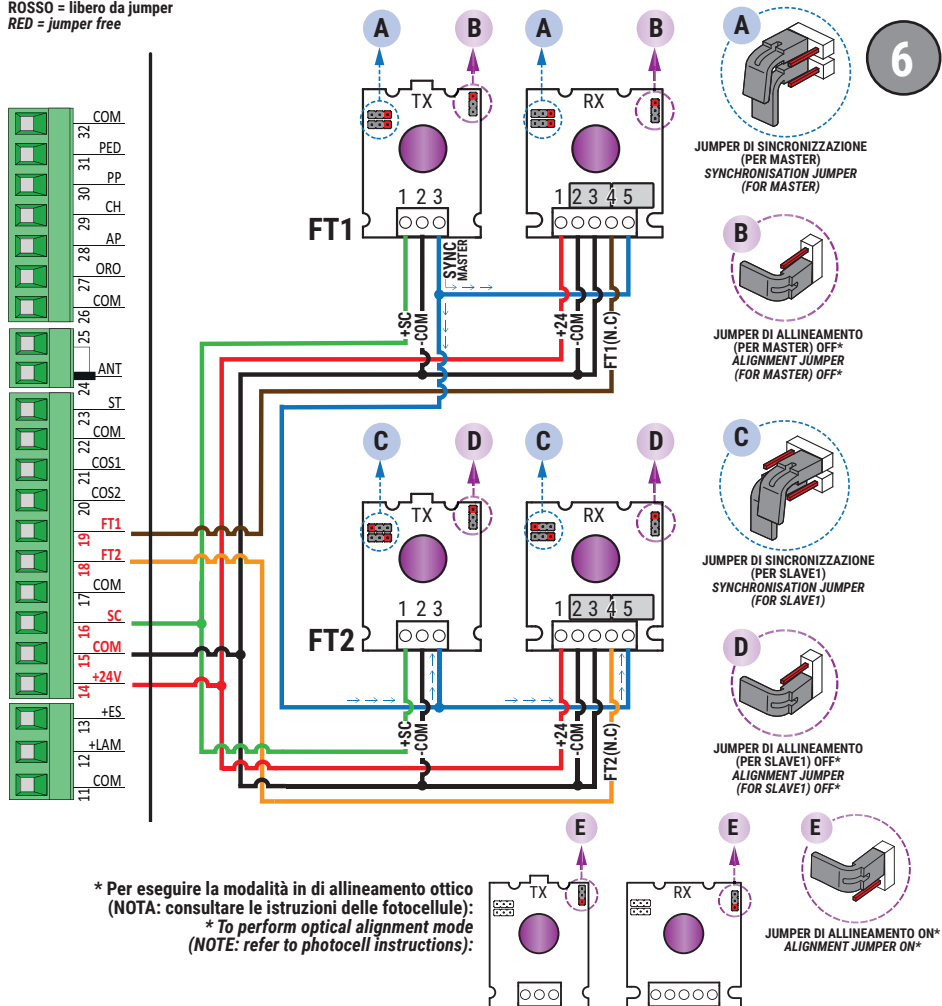 ROSSO = libero da jumper
RED = jumper free
A
B
A
B
A
6
TX
RX
JUMPER DI SINCRONIZZAZIONE
(PER MASTER)
SYNCHRONISATION JUMPER
(FOR MASTER)
1 2 3
1 2 3 4 5
FT1
SYNC
MASTER
+SC
-COM
+24
-COM
FT1(N.C)
B
JUMPER DI ALLINEAMENTO
(PER MASTER) OFF*
ALIGNMENT JUMPER
(FOR MASTER) OFF*
32 COM
31 PED
30 PP
29 CH
28 AP
27 ORO
26 COM
25
24 ANT
23 ST
22 COM
21 COS1
20 COS2
19 FT1
18 FT2
17 COM
16 SC
15 COM
14 +24V
13 +ES
12 +LAM
11 COM
C
D
C
D
C
TX
RX
JUMPER DI SINCRONIZZAZIONE
(PER SLAVE1)
SYNCHRONISATION JUMPER
(FOR SLAVE1)
1 2 3
1 2 3 4 5
FT2
+SC
-COM
+24
-COM
FT2(N.C)
D
JUMPER DI ALLINEAMENTO
(PER SLAVE1) OFF*
ALIGNMENT JUMPER
(FOR SLAVE1) OFF*
E
E
E
TX
RX
* Per eseguire la modalità in di allineamento ottico
(NOTA: consultare le istruzioni delle fotocellule):
* To perform optical alignment mode
(NOTE: refer to photocell instructions):
JUMPER DI ALLINEAMENTO ON*
ALIGNMENT JUMPER ON*